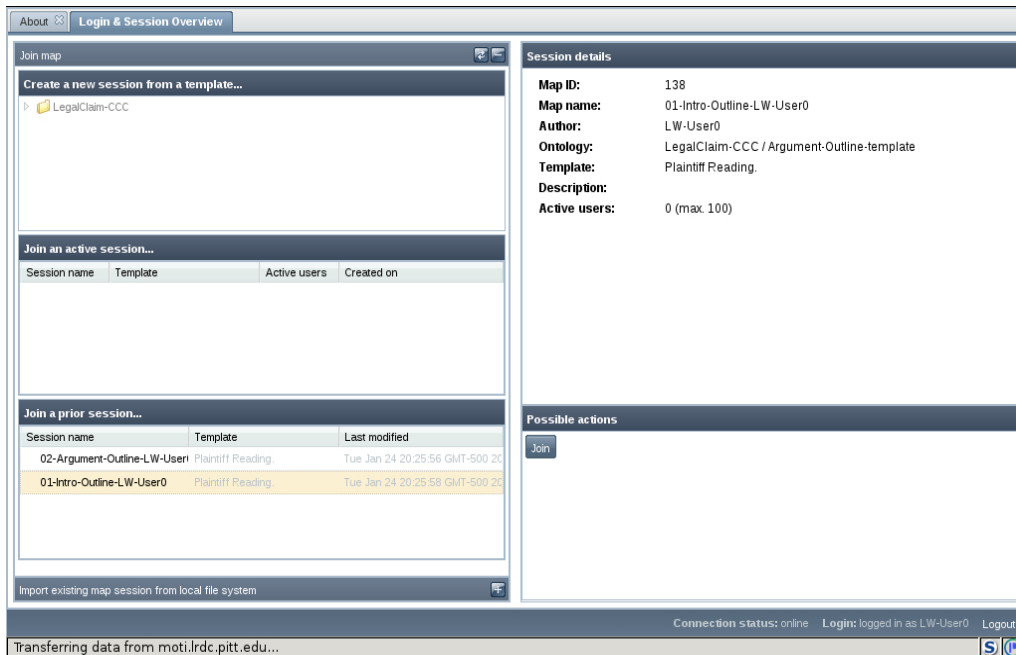 About
Login & Session Overview
Join map
Create a new session from a template...
LegalClaim-CCC
Join an active session...
Session name Template Active users Created on
Join a prior session...
Session name Template Last modified
02-Argument-Outline-LW-User Plaintiff Reading. Tue Jan 24 20:25:56 GMT-500 20
01-Intro-Outline-LW-User0 Plaintiff Reading. Tue Jan 24 20:25:58 GMT-500 20
Import existing map session from local file system
Session details
Map ID: 138
Map name: 01-Intro-Outline-LW-User0
Author: LW-User0
Ontology: LegalClaim-CCC / Argument-Outline-template
Template: Plaintiff Reading.
Description:
Active users: 0 (max. 100)
Possible actions
Join
Connection status: online Login: logged in as LW-User0 Logout
Transferring data from moti.lrdc.pitt.edu...
S